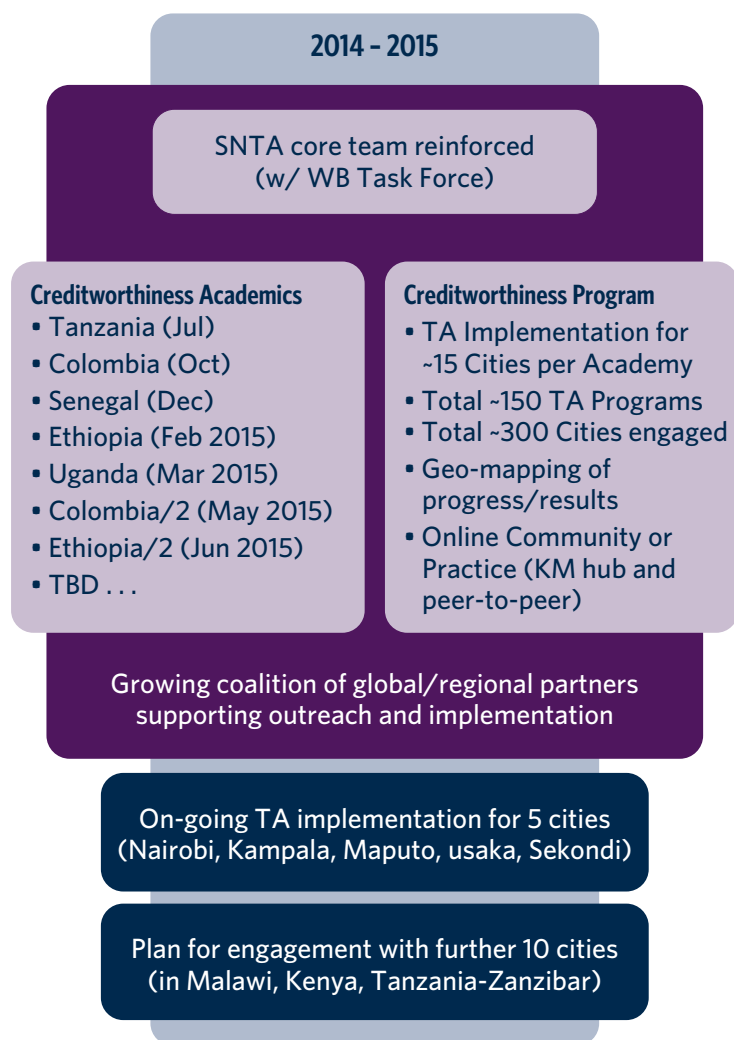 2014 – 2015
SNTA core team reinforced
(w/ WB Task Force)
Creditworthiness Academics
▪ Tanzania (Jul)
▪ Colombia (Oct)
▪ Senegal (Dec)
▪ Ethiopia (Feb 2015)
▪ Uganda (Mar 2015)
▪ Colombia/2 (May 2015)
▪ Ethiopia/2 (Jun 2015)
▪ TBD . . .
Creditworthiness Program
▪ TA Implementation for
~15 Cities per Academy
▪ Total ~150 TA Programs
▪ Total ~300 Cities engaged
▪ Geo-mapping of
progress/results
▪ Online Community or
Practice (KM hub and
peer-to-peer)
Growing coalition of global/regional partners
supporting outreach and implementation
On-going TA implementation for 5 cities
(Nairobi, Kampala, Maputo, usaka, Sekondi)
Plan for engagement with further 10 cities
(in Malawi, Kenya, Tanzania-Zanzibar)